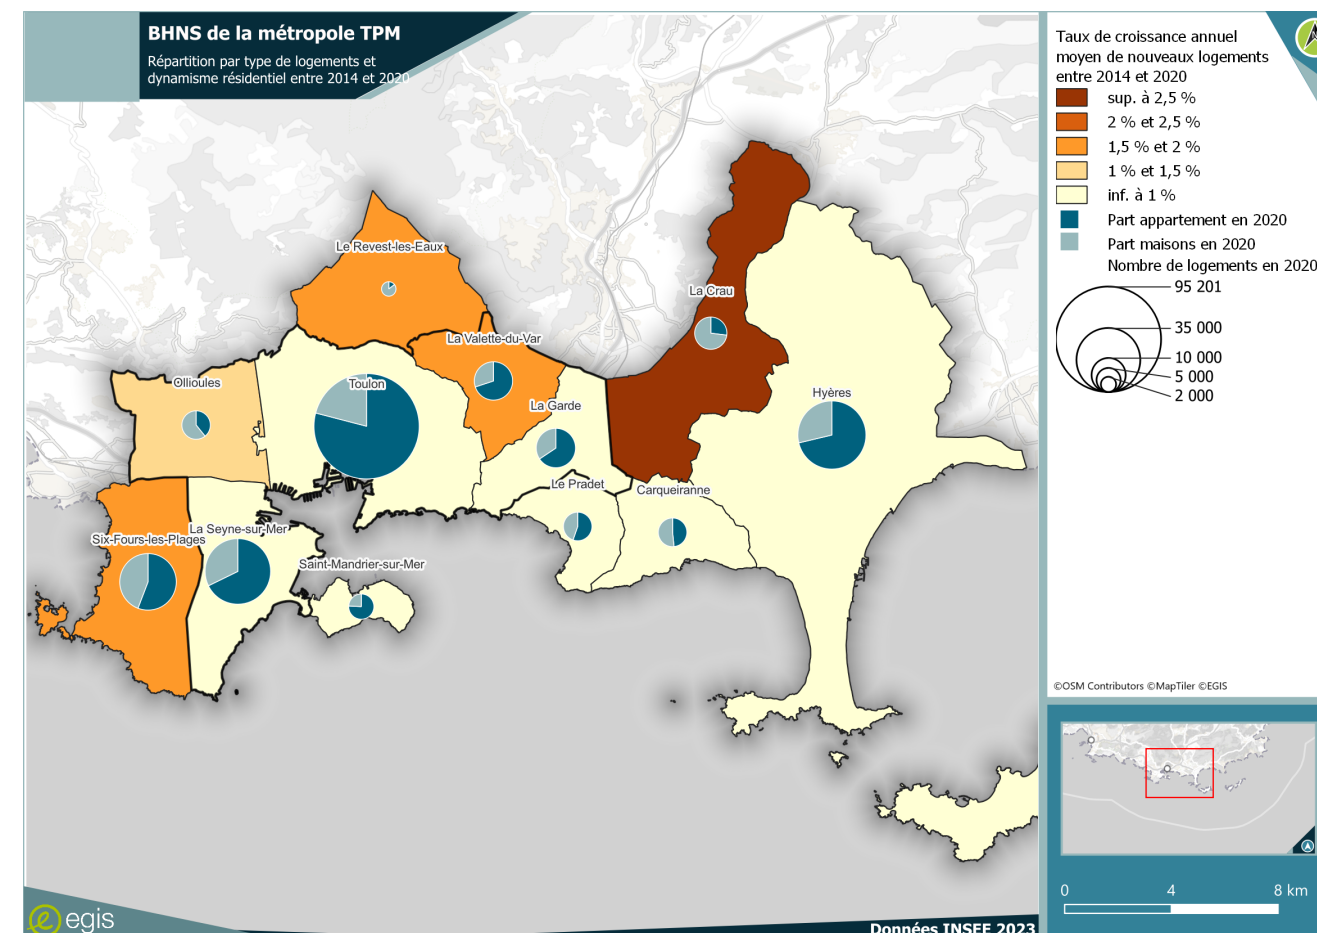 BHNS de la métropole TPM
Répartition par type de logements et
dynamisme résidentiel entre 2014 et 2020
Taux de croissance annuel
moyen de nouveaux logements
entre 2014 et 2020
sup. à 2,5 %
2 % et 2,5 %
1,5 % et 2 %
1 % et 1,5 %
inf. à 1 %
Part appartement en 2020
Part maisons en 2020
Nombre de logements en 2020
95 201
35 000
10 000
5 000
2 000
Le Revest-les-Eaux
La Crau
La Valette-du-Var
Ollioules
Toulon
Hyères
La Garde
Le Pradet
Carqueiranne
La Seyne-sur-Mer
Six-Fours-les-Plages
Saint-Mandrier-sur-Mer
©OSM Contributors ©MapTiler ©EGIS
0 4 8 km
egis
Données INSEE 2023